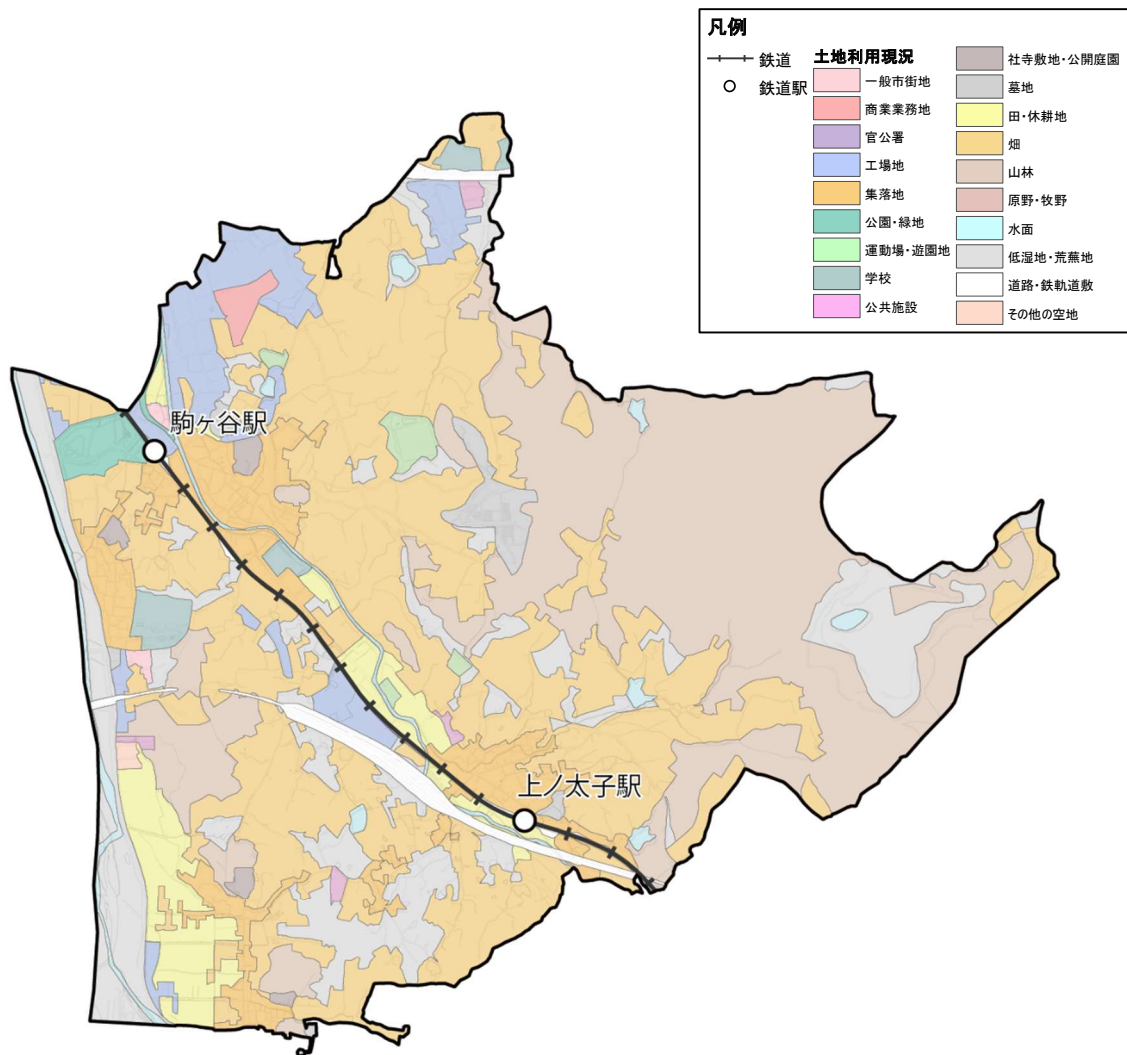 凡例
鉄道
鉄道駅
土地利用現況
一般市街地
商業業務地
官公署
工場地
集落地
公園・緑地
運動場・遊園地
学校
公共施設
社寺敷地・公開庭園
墓地
田・休耕地
畑
山林
原野・牧野
水面
低湿地・荒蕪地
道路・鉄軌道敷
その他の空地
駒ヶ谷駅
上ノ太子駅